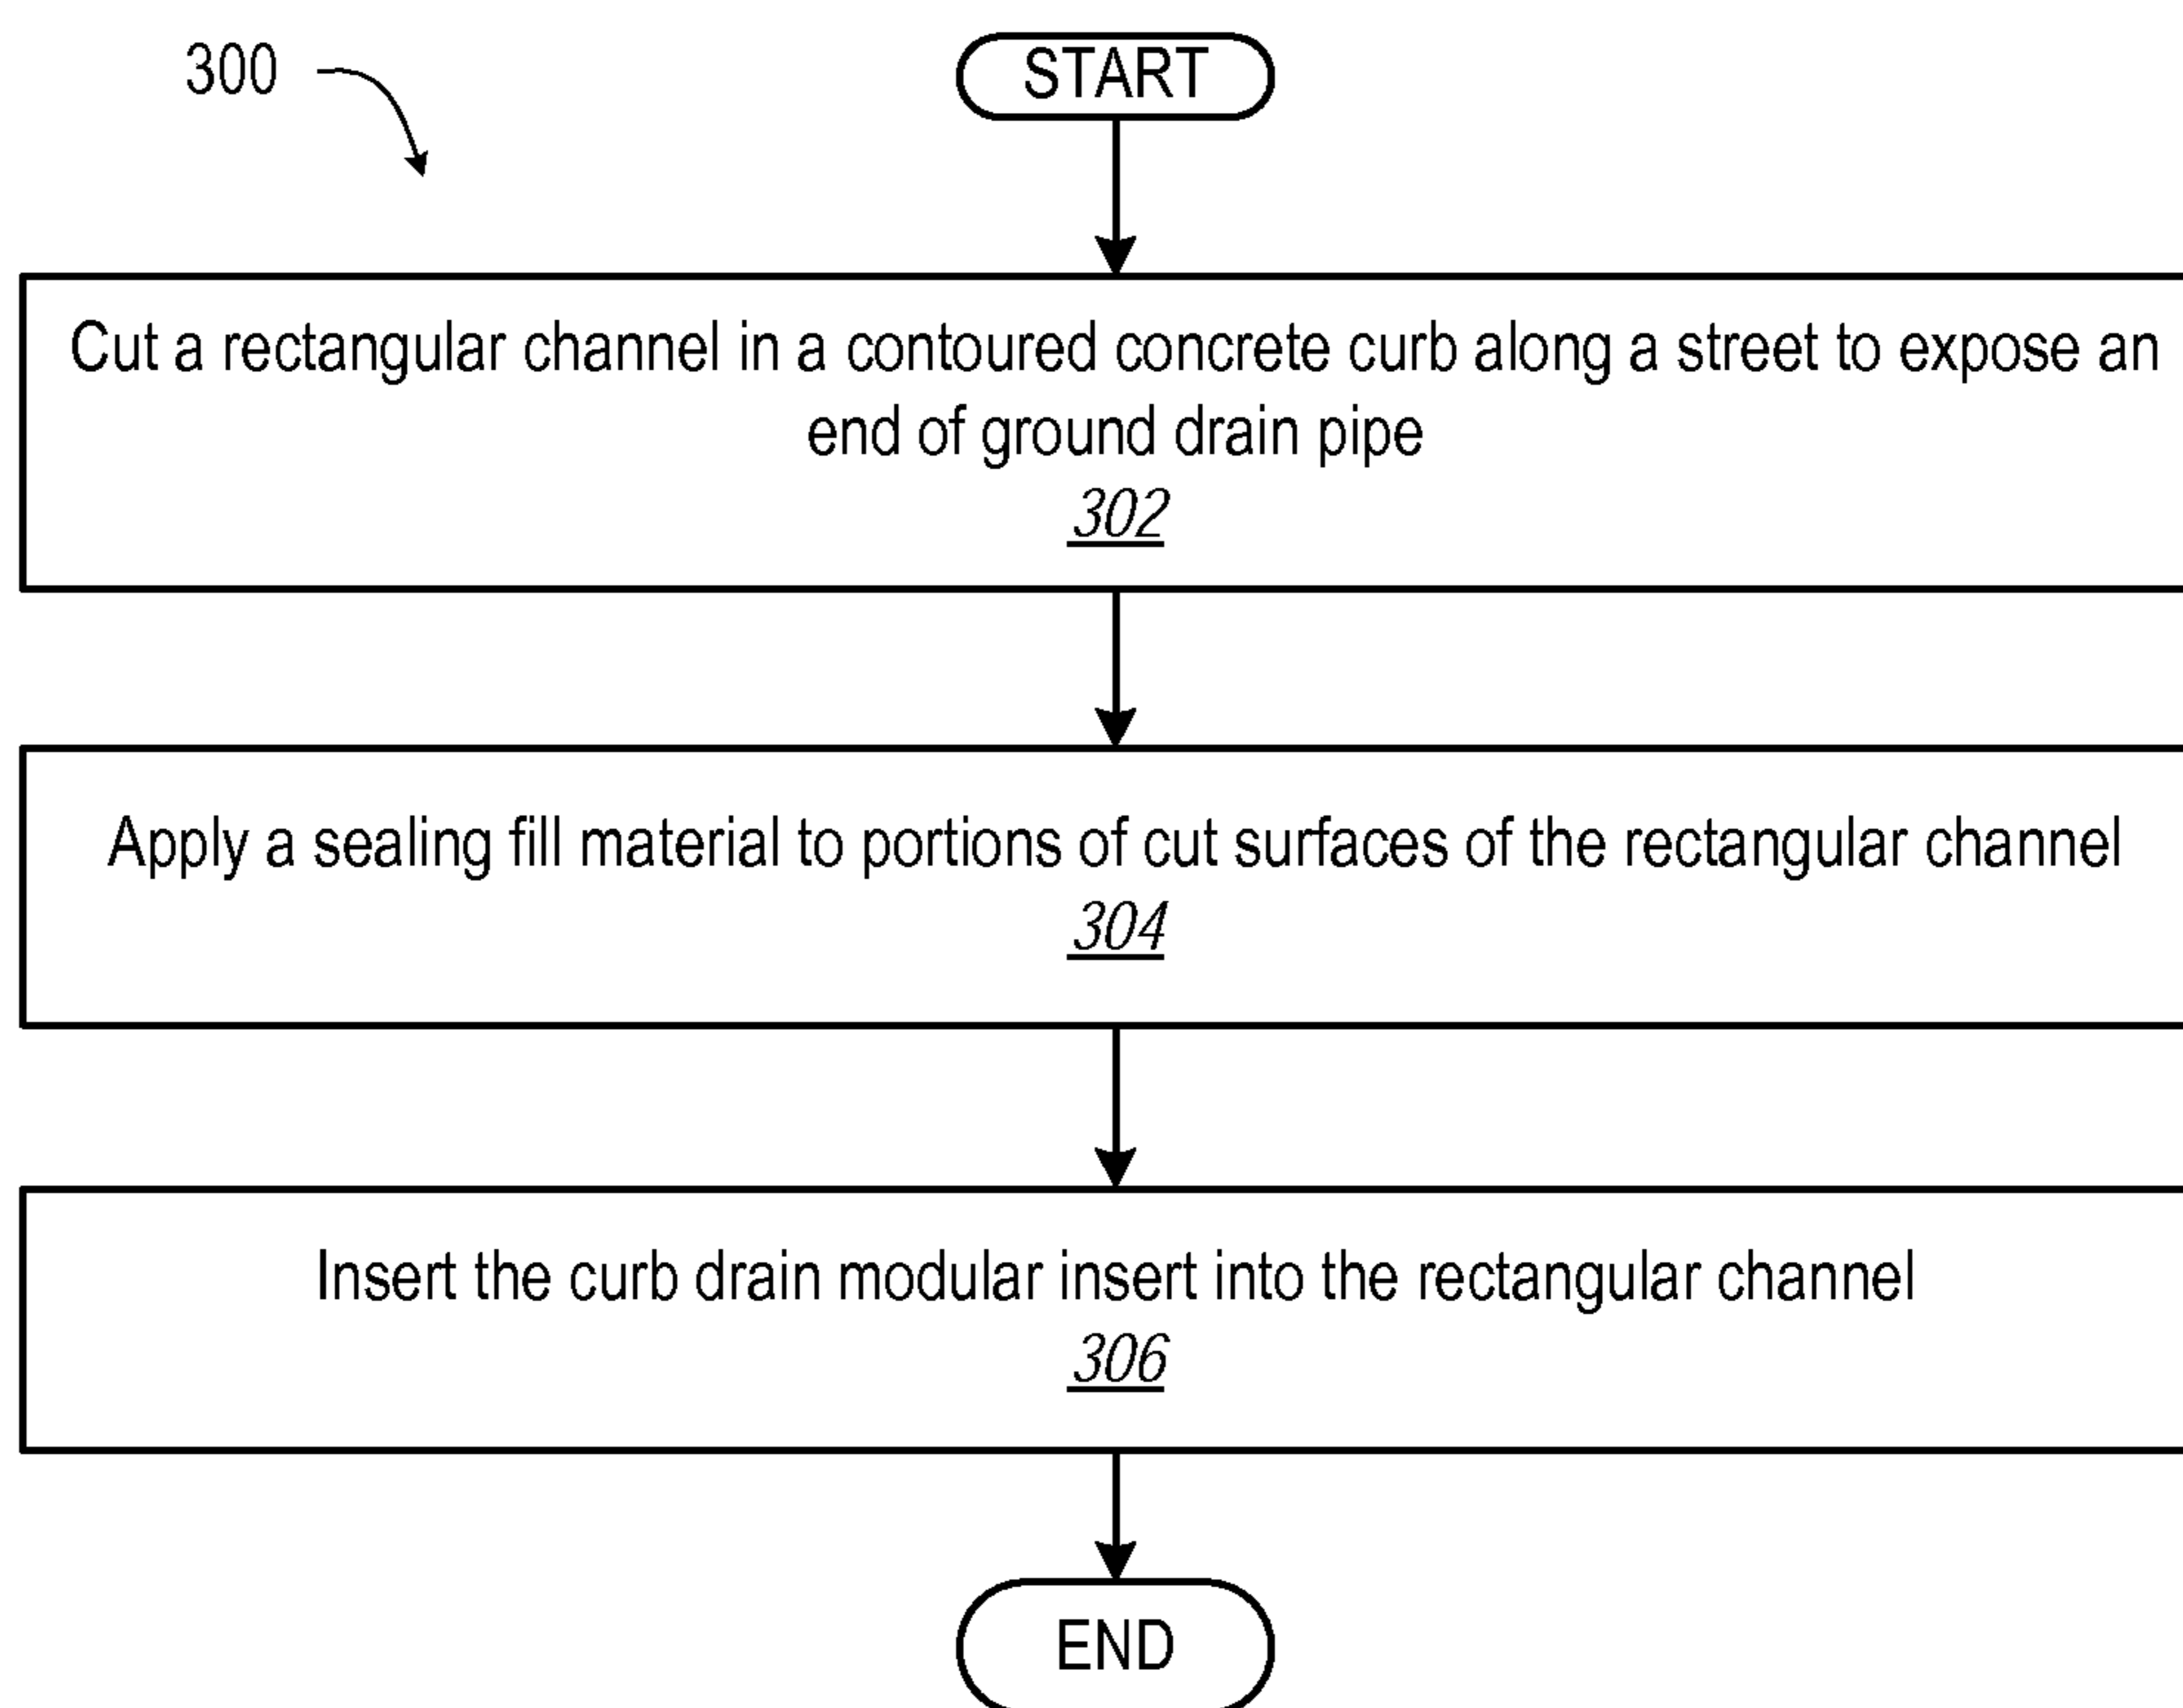 300
START
Cut a rectangular channel in a contoured concrete curb along a street to expose an
end of ground drain pipe
302
Apply a sealing fill material to portions of cut surfaces of the rectangular channel
304
Insert the curb drain modular insert into the rectangular channel
306
END